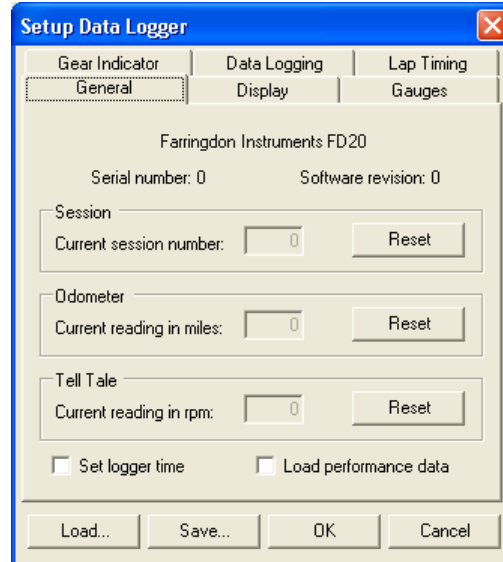 Setup Data Logger
Gear Indicator Data Logging Lap Timing
General Display Gauges
Farringdon Instruments FD20
Serial number: 0 Software revision: 0
Session
Current session number: 0 Reset
Odometer
Current reading in miles: 0 Reset
Tell Tale
Current reading in rpm: 0 Reset
Set logger time Load performance data
Load... Save... OK Cancel